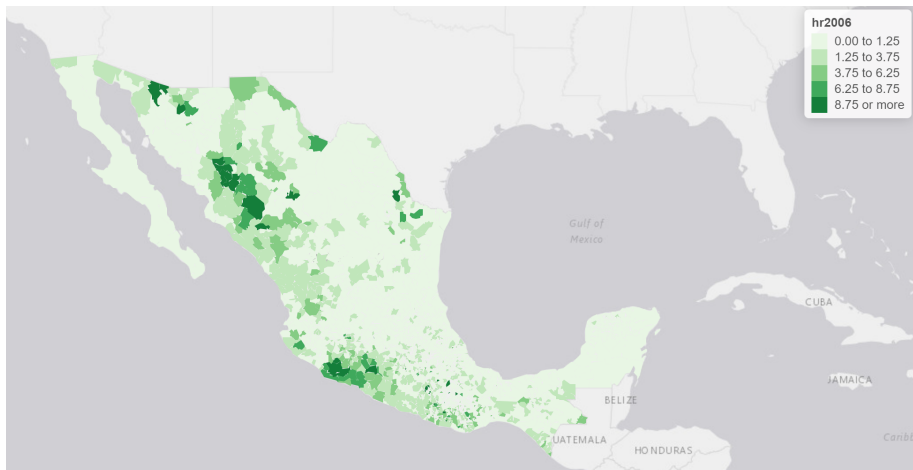 hr2006
0.00 to 1.25
1.25 to 3.75
3.75 to 6.25
6.25 to 8.75
8.75 or more
Gulf of
Mexico
CUBA
JAMAICA
BELIZE
UATEMALA
HONDURAS
Caribb